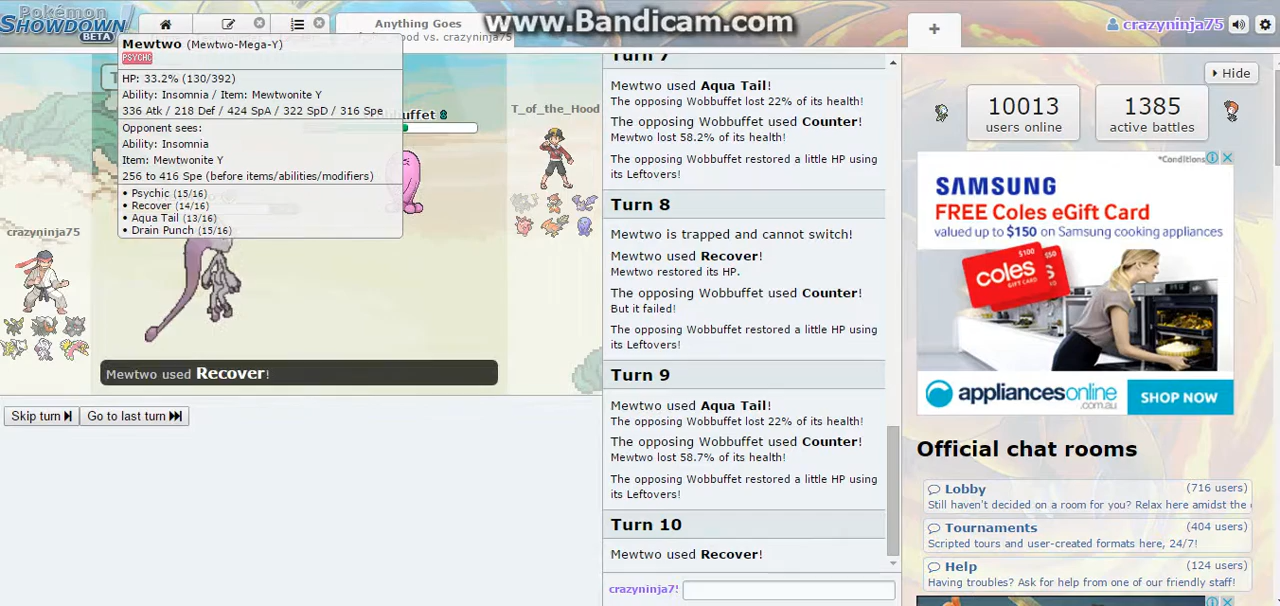 Pokémon
SHOWDOWN!
BETA
Anything Goes
vs. crazyninja75
www.Bandicam.com
crazyninja75
Mewtwo (Mewtwo-Mega-Y)
PSYCHC
HP: 33.2% (130/392)
Ability: Insomnia / Item: Mewtwonite Y
336 Atk / 218 Def / 424 SpA / 322 SpD / 316 Spe
Opponent sees:
Ability: Insomnia
Item: Mewtwonite Y
256 to 416 Spe (before items/abilities/modifiers)
• Psychic (15/16)
• Recover (14/16)
• Aqua Tail (13/16)
• Drain Punch (15/16)
T_of_the_Hood
crazyninja75
Mewtwo used Recover!
Skip turn
Go to last turn
Turn 7
Mewtwo used Aqua Tail!
The opposing Wobbuffet lost 22% of its health!
The opposing Wobbuffet used Counter!
Mewtwo lost 58.2% of its health!
The opposing Wobbuffet restored a little HP using
its Leftovers!
Turn 8
Mewtwo is trapped and cannot switch!
Mewtwo used Recover!
Mewtwo restored its HP.
The opposing Wobbuffet used Counter!
But it failed!
The opposing Wobbuffet restored a little HP using
its Leftovers!
Turn 9
Mewtwo used Aqua Tail!
The opposing Wobbuffet lost 22% of its health!
The opposing Wobbuffet used Counter!
Mewtwo lost 58.7% of its health!
The opposing Wobbuffet restored a little HP using
its Leftovers!
Turn 10
Mewtwo used Recover!
crazyninja7!
Hide
10013
users online
1385
active battles
*Conditions
SAMSUNG
FREE Coles eGift Card
valued up to $150 on Samsung cooking appliances
$100
coles
GIFT CARD
appliancesonline
.com.au
SHOP NOW
Official chat rooms
Lobby (716 users)
Still haven't decided on a room for you? Relax here amidst the
Tournaments (404 users)
Scripted tours and user-created formats here, 24/7!
Help (124 users)
Having troubles? Ask for help from one of our friendly staff!